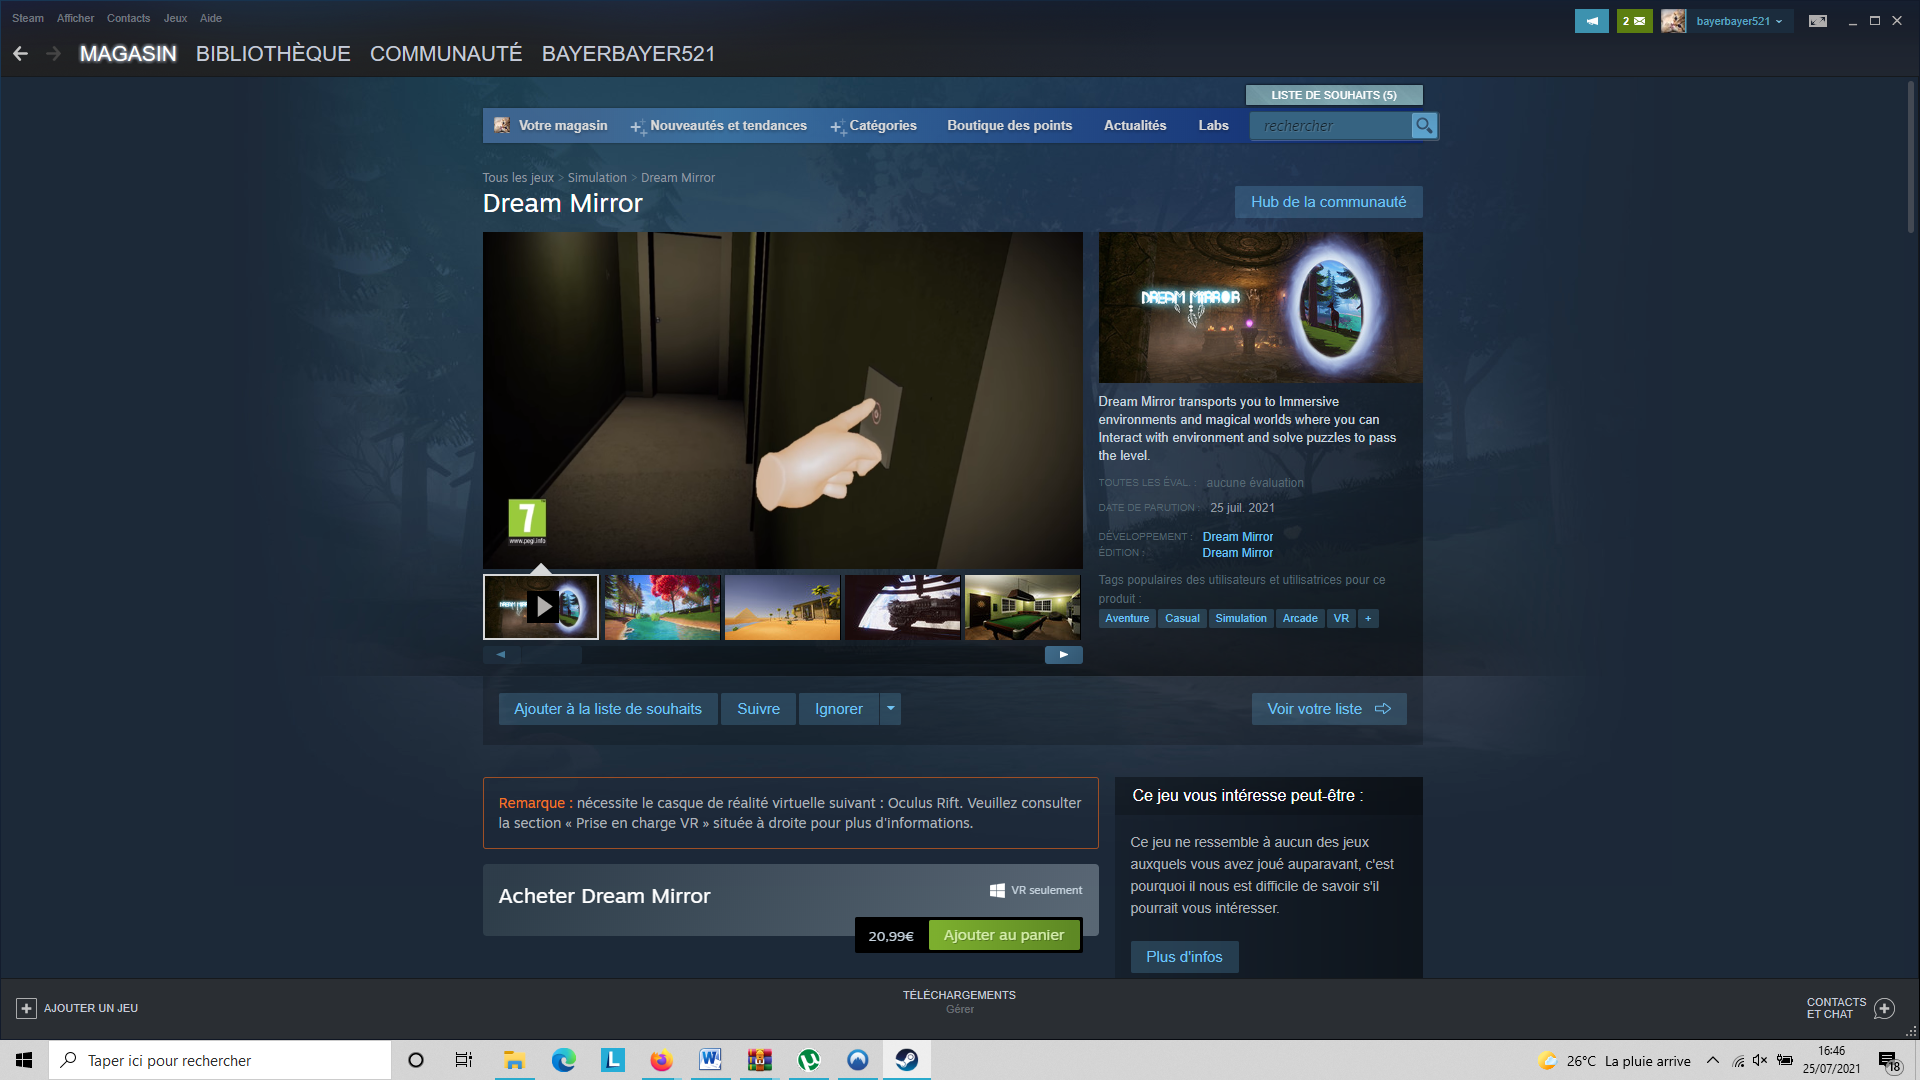 Steam Afficher Contacts Jeux Aide
2 bayerbayer521
MAGASIN BIBLIOTHÈQUE COMMUNAUTÉ BAYERBAYER521
LISTE DE SOUHAITS (5)
Votre magasin Nouveautés et tendances Catégories Boutique des points Actualités Labs rechercher
Tous les jeux > Simulation > Dream Mirror
Dream Mirror
Hub de la communauté
7
www.pegi.info
DREAM MIRROR
Dream Mirror transports you to Immersive
environments and magical worlds where you can
Interact with environment and solve puzzles to pass
the level.
TOUTES LES ÉVAL. : aucune évaluation
DATE DE PARUTION : 25 juil. 2021
DÉVELOPPEMENT : Dream Mirror
ÉDITION : Dream Mirror
Tags populaires des utilisateurs et utilisatrices pour ce
produit :
Aventure Casual Simulation Arcade VR +
Ajouter à la liste de souhaits Suivre Ignorer Voir votre liste
Remarque : nécessite le casque de réalité virtuelle suivant : Oculus Rift. Veuillez consulter
la section « Prise en charge VR » située à droite pour plus d'informations.
Acheter Dream Mirror
VR seulement
20,99€ Ajouter au panier
Ce jeu vous intéresse peut-être :
Ce jeu ne ressemble à aucun des jeux
auxquels vous avez joué auparavant, c'est
pourquoi il nous est difficile de savoir s'il
pourrait vous intéresser.
Plus d'infos
AJOUTER UN JEU
TÉLÉCHARGEMENTS
Gérer
CONTACTS
ET CHAT
Taper ici pour rechercher
26°C La pluie arrive
16:46
25/07/2021
18